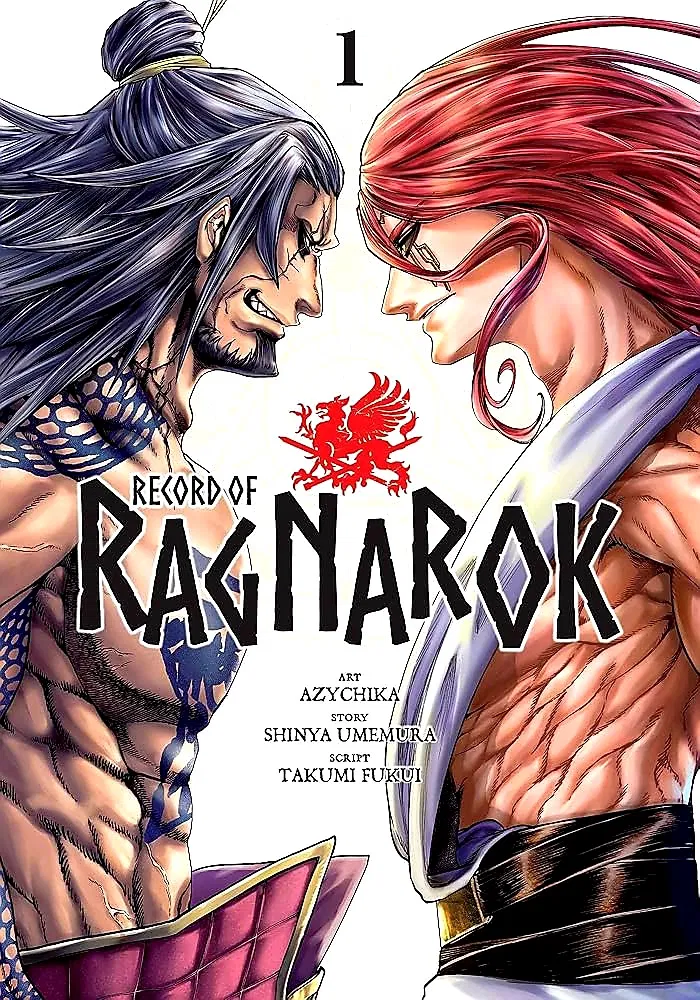 1
RECORD OF
RAGNAROK
ART
AZYCHIKA
STORY
SHINYA UMEMURA
SCRIPT
TAKUMI FUKUI